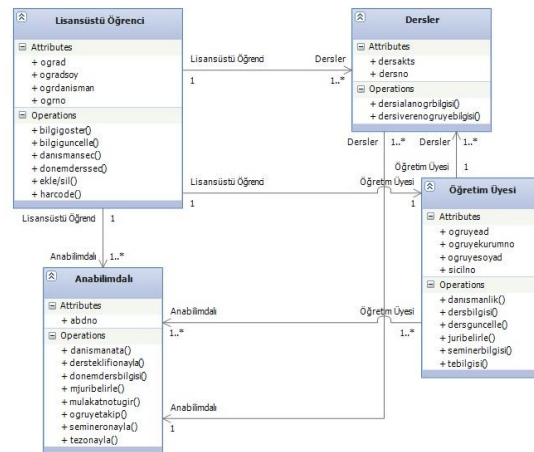 Lisansüstü Öğrenci
Attributes
+ ograd
+ ogradsoy
+ ogrdanisman
+ ogrno
Operations
+ bilgigoster()
+ bilgiguncelle()
+ danısmansec()
+ donemderssec()
+ ekle/sil()
+ harcode()
Lisansüstü Öğrenci
Dersler
1
1..*
Dersler
Attributes
+ dersakts
+ dersno
Operations
+ dersialanogrbilgisi()
+ dersiverenogruyebilgisi()
Dersler
1..*
Dersler
1..*
Öğretim Üyesi
1
Lisansüstü Öğrenci
Öğretim Üyesi
1
1
Öğretim Üyesi
Attributes
+ ogruyead
+ ogruyekurumno
+ ogruyesoyad
+ sicilno
Operations
+ danısmanlik()
+ dersbilgisi()
+ dersguncelle()
+ juribelirle()
+ seminerbilgisi()
+ tebilgisi()
Lisansüstü Öğrend
1
Anabilimdalı
1..*
Anabilimdalı
Attributes
+ abdno
Operations
+ danismanata()
+ dersteklifionayla()
+ donemdersbilgesi()
+ mjuribelirle()
+ mulakatnotugir()
+ ogruyetakip()
+ semineronayla()
+ tezonayla()
Anabilimdalı
Öğretim Üyesi
1..*
1..*
Anabilimdalı
1